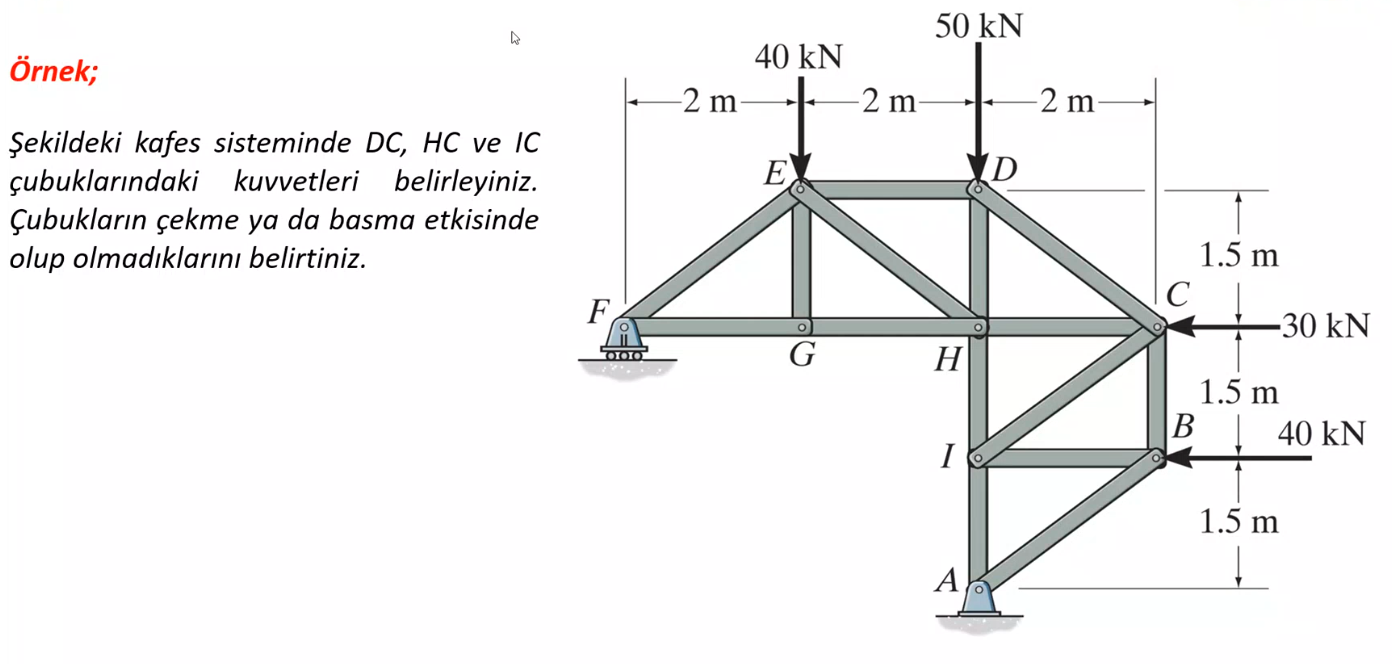 50 kN
40 kN
Örnek;
2 m
2 m
2 m
Şekildeki kafes sisteminde DC, HC ve IC
çubuklarındaki kuvvetleri belirleyiniz.
Çubukların çekme ya da basma etkisinde
olup olmadıklarını belirtiniz.
E
D
1.5 m
C
F
30 kN
G
H
1.5 m
B
40 kN
I
1.5 m
A